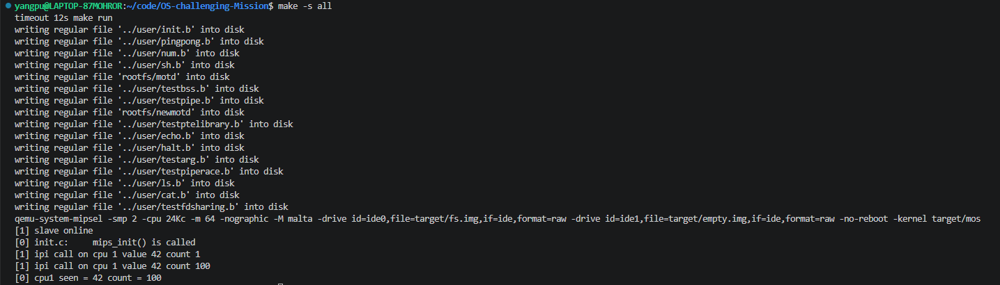 yangpu@LAPTOP-87MOHROR:~/code/OS-challenging-Mission$ make -s all
timeout 12s make run
writing regular file '../user/init.b' into disk
writing regular file '../user/pingpong.b' into disk
writing regular file '../user/num.b' into disk
writing regular file '../user/sh.b' into disk
writing regular file 'rootfs/motd' into disk
writing regular file '../user/testbss.b' into disk
writing regular file '../user/testpipe.b' into disk
writing regular file 'rootfs/newmotd' into disk
writing regular file '../user/testptelibrary.b' into disk
writing regular file '../user/echo.b' into disk
writing regular file '../user/halt.b' into disk
writing regular file '../user/testarg.b' into disk
writing regular file '../user/testpiperace.b' into disk
writing regular file '../user/ls.b' into disk
writing regular file '../user/cat.b' into disk
writing regular file '../user/testfdsharing.b' into disk
qemu-system-mipsel -smp 2 -cpu 24Kc -m 64 -nographic -M malta -drive id=ide0,file=target/fs.img,if=ide,format=raw -drive id=ide1,file=target/empty.img,if=ide,format=raw -no-reboot -kernel target/mos
[1] slave online
[0] init.c:     mips_init() is called
[1] ipi call on cpu 1 value 42 count 1
[1] ipi call on cpu 1 value 42 count 100
[0] cpu1 seen = 42 count = 100